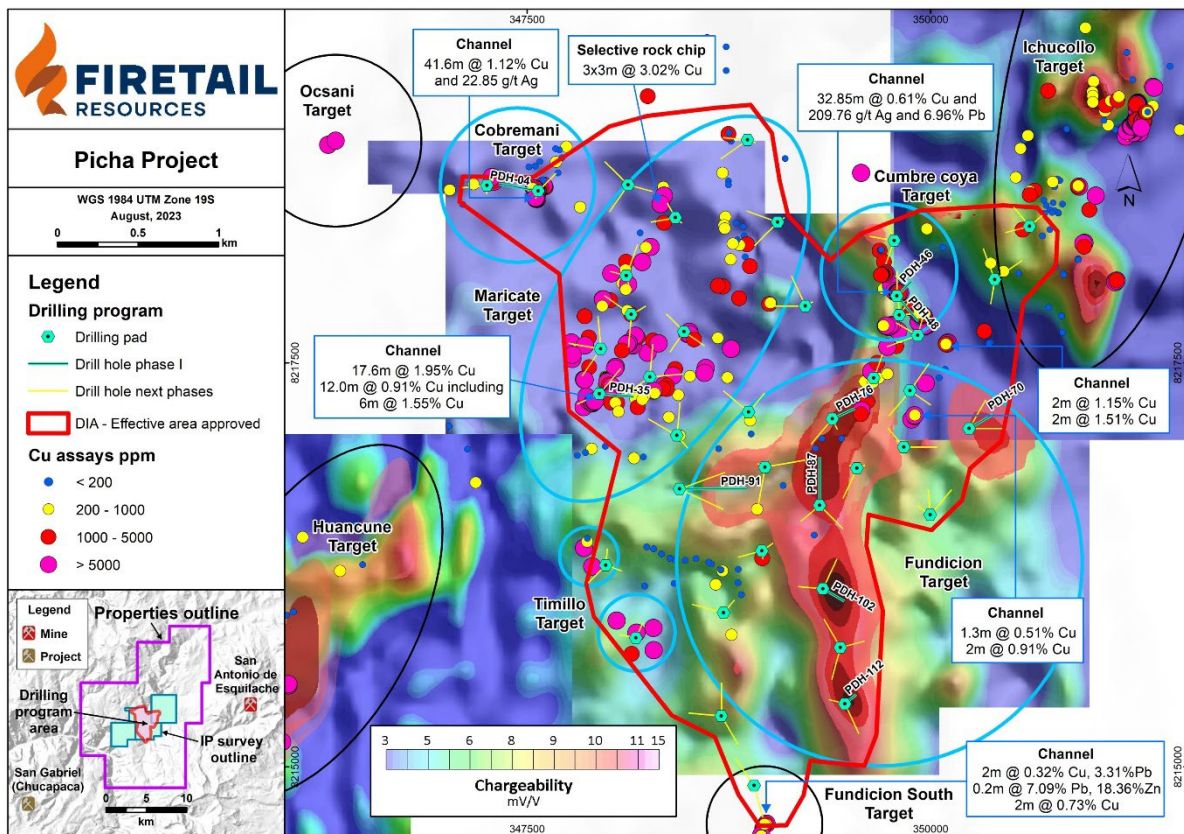 FIRETAIL
RESOURCES
Picha Project
WGS 1984 UTM Zone 19S
August, 2023
0 0.5 1
km
Legend
Drilling program
Drilling pad
Drill hole phase I
Drill hole next phases
DIA - Effective area approved
Cu assays ppm
< 200
200 - 1000
1000 - 5000
> 5000
Legend
Mine
Project
Properties outline
San
Antonio de
Esquilache
Drilling
program
area
IP survey
outline
San Gabriel
(Chucapaca)
0 5 10
km
347500
350000
Ocsani
Target
Channel
41.6m @ 1.12% Cu
and 22.85 g/t Ag
Selective rock chip
3x3m @ 3.02% Cu
Channel
32.85m @ 0.61% Cu and
209.76 g/t Ag and 6.96% Pb
Ichucollo
Target
N
Cobremani
Target
PDH-04
Cumbre coya
Target
PDH-46
PDH-48
Maricate
Target
8217500
8217500
Channel
17.6m @ 1.95% Cu
12.0m @ 0.91% Cu including
6m @ 1.55% Cu
PDH-35
Channel
2m @ 1.15% Cu
2m @ 1.51% Cu
PDH-76
PDH-70
PDH-87
PDH-91
Huancune
Target
Fundicion
Target
Timillo
Target
PDH-102
Channel
1.3m @ 0.51% Cu
2m @ 0.91% Cu
PDH-112
3 5 6 7 8 9 10 11 15
Chargeability
mV/V
8215000
8215000
Channel
2m @ 0.32% Cu, 3.31%Pb
0.2m @ 7.09% Pb, 18.36%Zn
2m @ 0.73% Cu
Fundicion South
Target
347500
350000